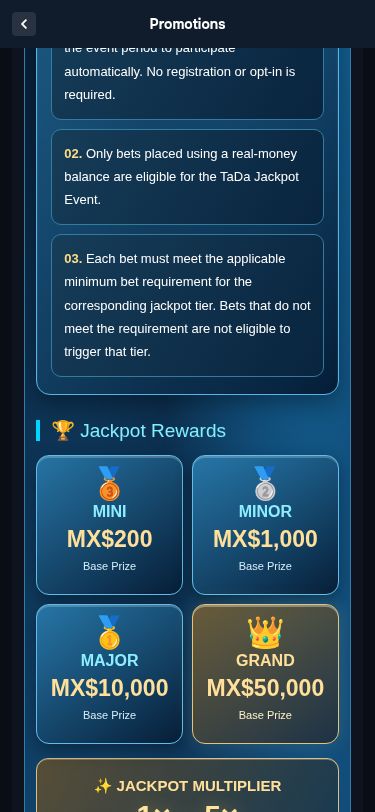 Promotions
the event period to participate
automatically. No registration or opt-in is
required.
02. Only bets placed using a real-money
balance are eligible for the TaDa Jackpot
Event.
03. Each bet must meet the applicable
minimum bet requirement for the
corresponding jackpot tier. Bets that do not
meet the requirement are not eligible to
trigger that tier.
🏆 Jackpot Rewards
MINI
MX$200
Base Prize
MINOR
MX$1,000
Base Prize
MAJOR
MX$10,000
Base Prize
GRAND
MX$50,000
Base Prize
✨ JACKPOT MULTIPLIER